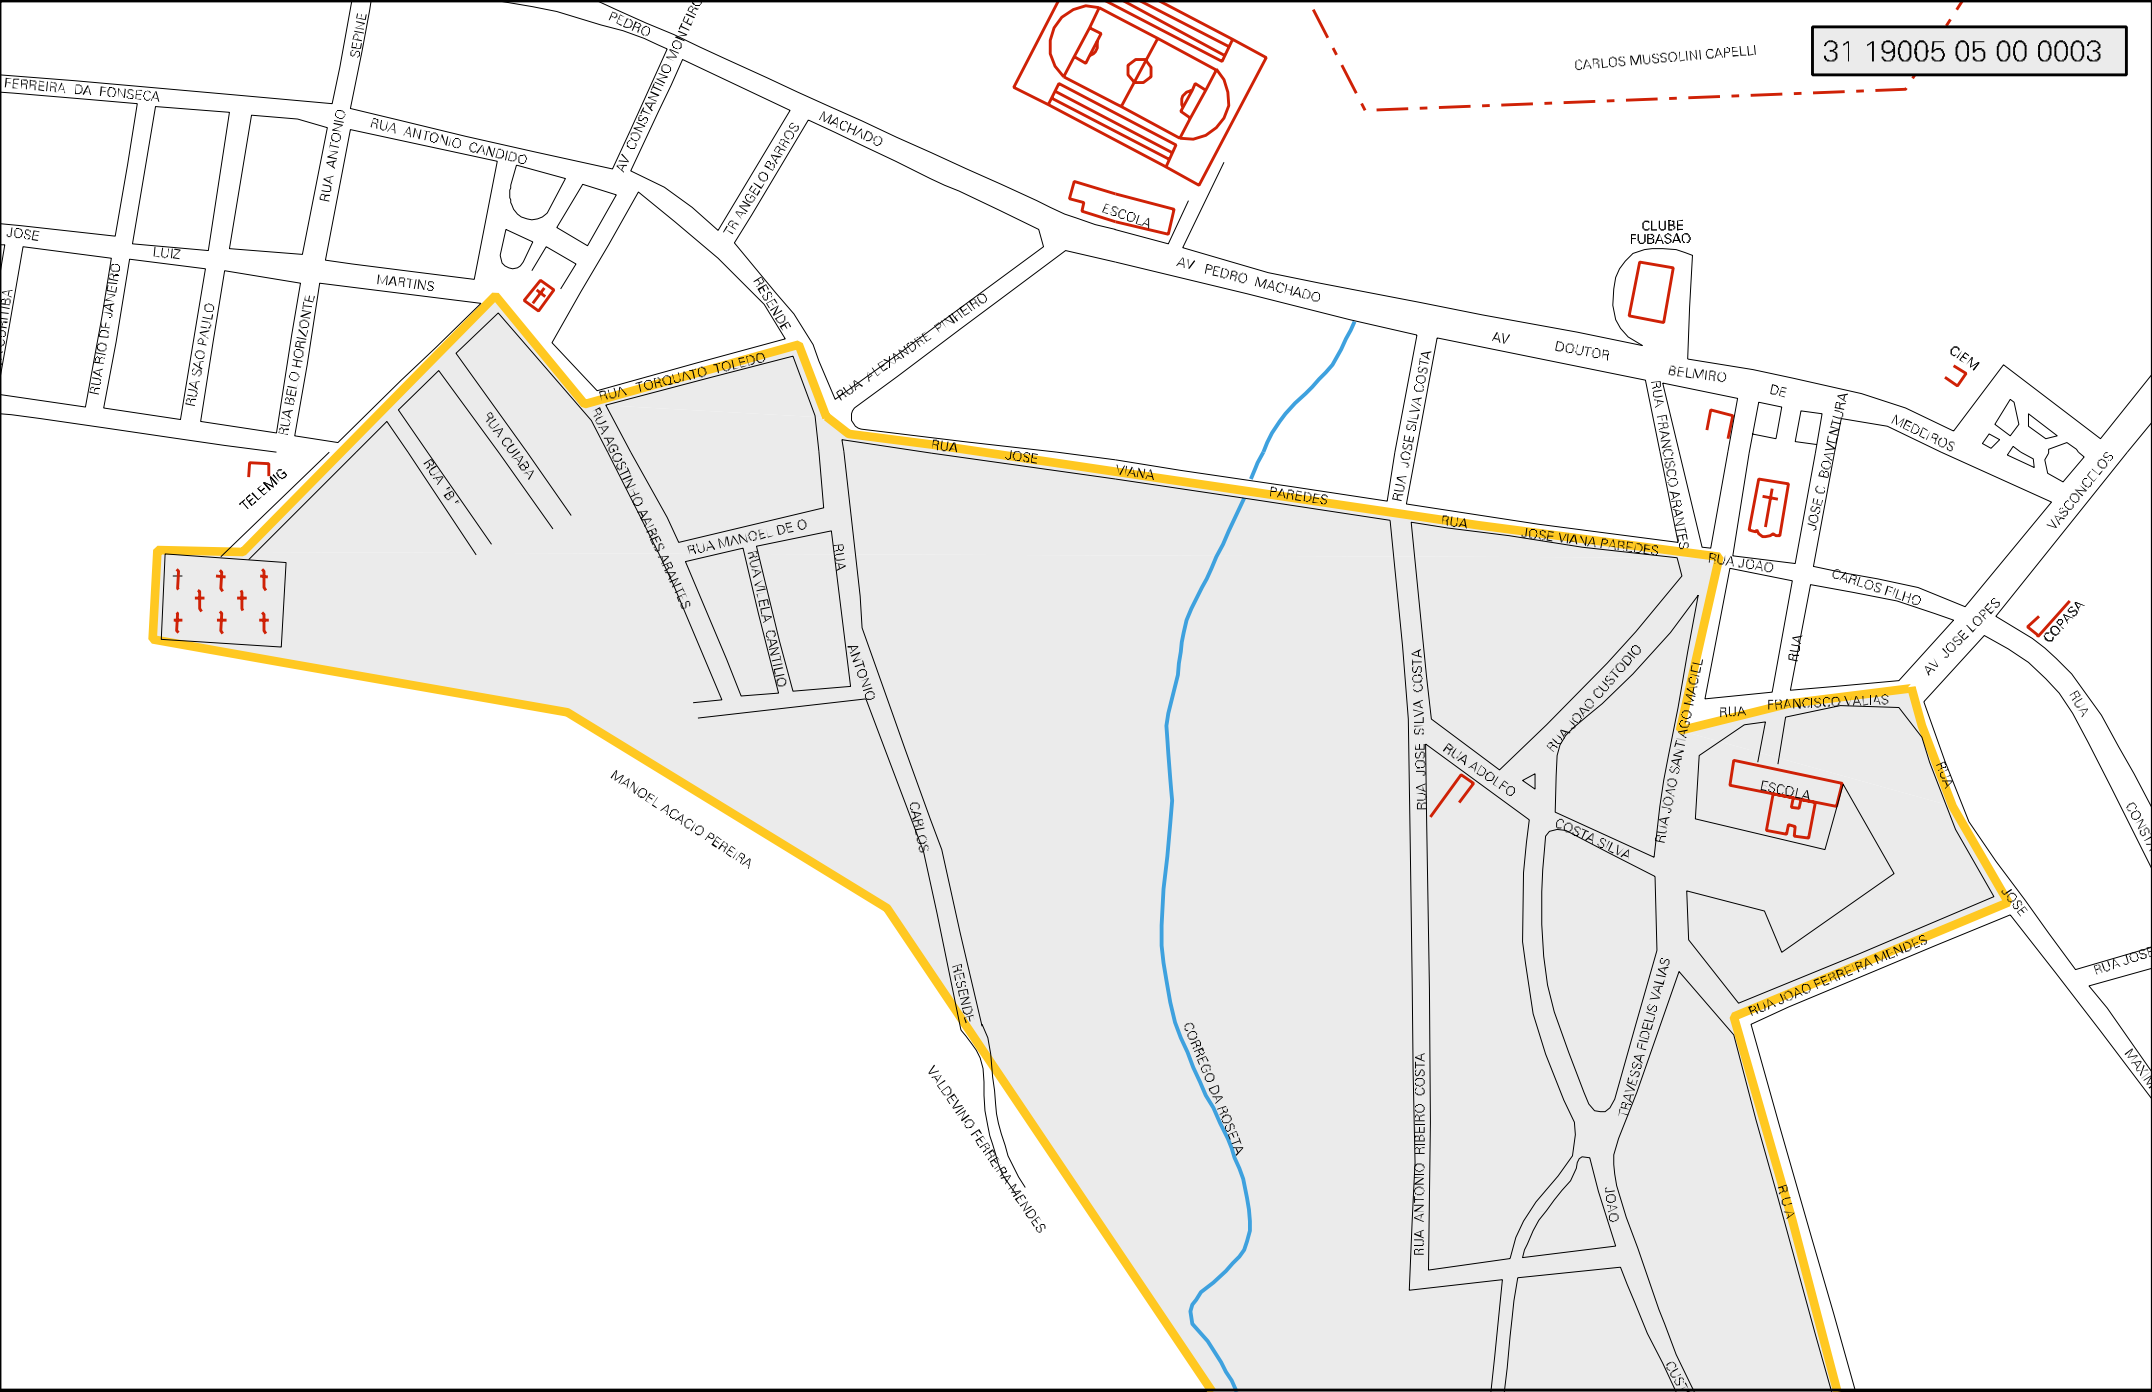 31 19005 05 00 0003
CARLOS MUSSOLINI CAPELLI
PEDRO
MACHADO
AV CONSTANTINO MONTEIRO
FERREIRA DA FONSECA
RUA ANTONIO
RUA ANTONIO CANDIDO
TR ANGELO BARROS
ESCOLA
CLUBE
FUBASAO
JOSE
LUIZ
MARTINS
AV PEDRO MACHADO
RESENDE
RUA RIO DE JANEIRO
RUA SAO PAULO
RUA BELO HORIZONTE
RUA ALEXANDRE PINHEIRO
AV
DOUTOR
BELMIRO
DE
MEDEIROS
CIEM
RUA TORQUATO TOLEDO
RUA JOSE SILVA COSTA
RUA FRANCISCO ARANTES
JOSE C. BOAVENTURA
VASCONCELOS
RUA CUIABA
RUA "B"
TELEMIG
RUA AGOSTINHO AAIRES ARANTES
RUA
JOSE
VIANA
PAREDES
RUA
JOSE VIANA PAREDES
RUA JOAO
CARLOS FILHO
RUA MANOEL DE O
RUA VILELA CANTILIO
RUA
ANTONIO
CARLOS
RESENDE
AV JOSE LOPES
COPASA
RUA
RUA
RUA JOAO CUSTODIO
RUA JOAO SANTIAGO MACIEL
RUA
FRANCISCO VALIAS
RUA JOSE SILVA COSTA
RUA ADOLFO
COSTA SILVA
ESCOLA
RUA
JOSE
MANOEL ACACIO PEREIRA
RUA JOAO FERREIRA MENDES
RUA JOSE
TRAVESSA FIDELIS VALIAS
CORREGO DA ROSETA
RUA ANTONIO RIBEIRO COSTA
VALDEVINO FERREIRA MENDES
JOAO
RUA
CUST